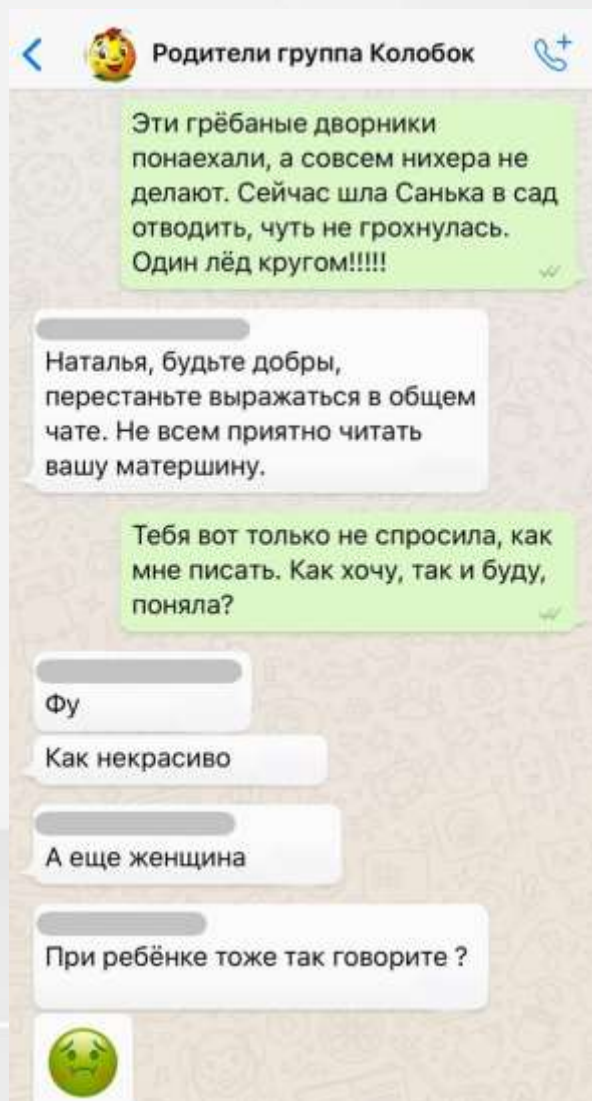 Родители группа Колобок
Эти грёбаные дворники
понаехали, а совсем нихера не
делают. Сейчас шла Санька в сад
отводить, чуть не грохнулась.
Один лёд кругом!!!!!
Наталья, будьте добры,
перестаньте выражаться в общем
чате. Не всем приятно читать
вашу матершину.
Тебя вот только не спросила, как
мне писать. Как хочу, так и буду,
поняла?
Фу
Как некрасиво
А еще женщина
При ребёнке тоже так говорите ?